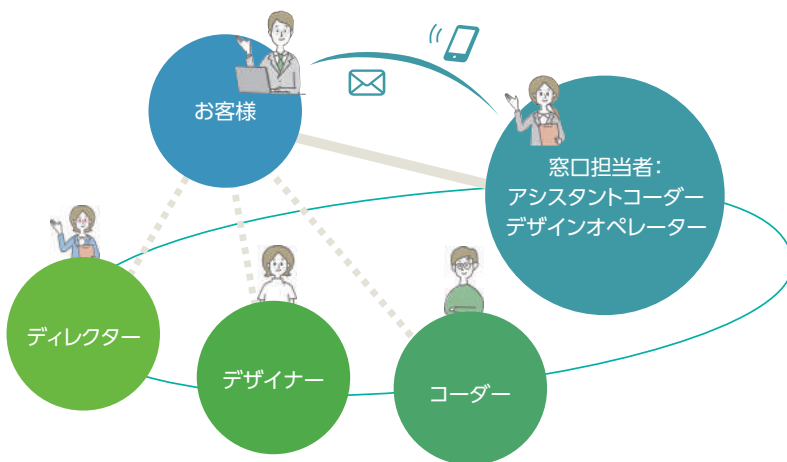 お客様
窓口担当者：
アシスタントコーダー
デザインオペレーター
ディレクター
デザイナー
コーダー